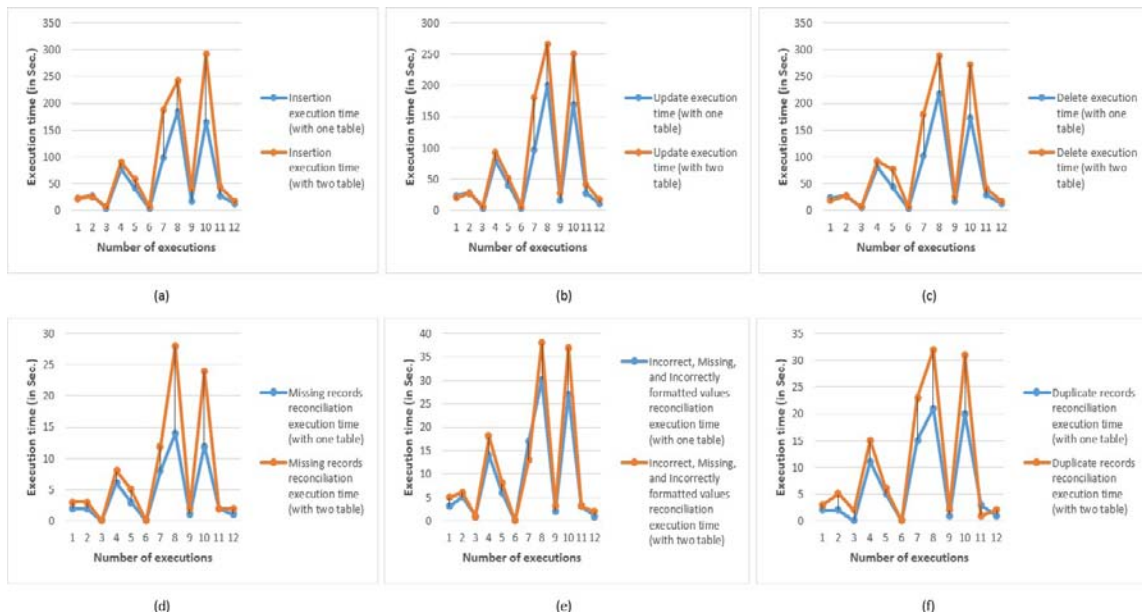 350
300
250
200
150
100
50
0
Execution time (in Sec.)
1 2 3 4 5 6 7 8 9 10 11 12
Number of executions
Insertion
execution time
(with one table)
Insertion
execution time
(with two table)
(a)
300
250
200
150
100
50
0
Execution time (in Sec.)
1 2 3 4 5 6 7 8 9 10 11 12
Number of executions
Update execution
time (with one
table)
Update execution
time (with two
table)
(b)
350
300
250
200
150
100
50
0
Execution time (in Sec.)
1 2 3 4 5 6 7 8 9 10 11 12
Number of executions
Delete execution
time (with one
table)
Delete execution
time (with two
table)
(c)
30
25
20
15
10
5
0
Execution time (in Sec.)
1 2 3 4 5 6 7 8 9 10 11 12
Number of executions
Missing records
reconciliation
execution time
(with one table)
Missing records
reconciliation
execution time
(with two table)
(d)
40
35
30
25
20
15
10
5
0
Execution time (in Sec.)
1 2 3 4 5 6 7 8 9 10 11 12
Number of executions
Incorrect, Missing,
and Incorrectly
formatted values
reconciliation
execution time
(with one table)
Incorrect, Missing,
and Incorrectly
formatted values
reconciliation
execution time
(with two table)
(e)
35
30
25
20
15
10
5
0
Execution time (in Sec.)
1 2 3 4 5 6 7 8 9 10 11 12
Number of executions
Duplicate records
reconciliation
execution time
(with one table)
Duplicate records
reconciliation
execution time
(with two table)
(f)